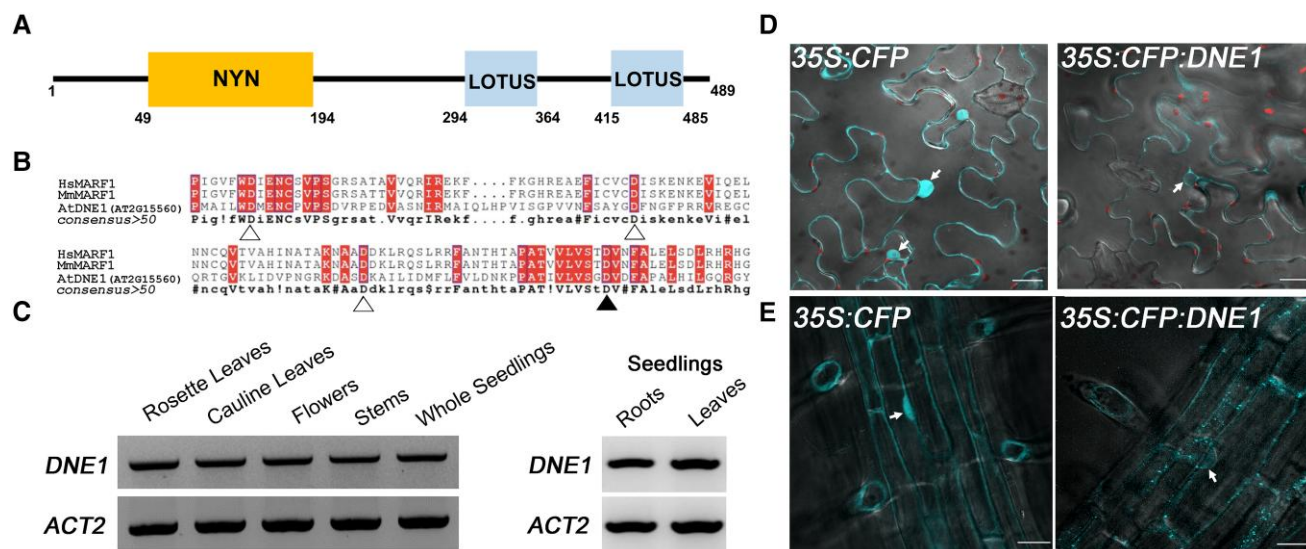 A
NYN
LOTUS
LOTUS
1
489
49
194
294
364
415
485
B
HsMARF1 PIGVFWDIENCSVPSGRSATAVVQRIREKF....FKGHREAEFICVCDISKENKEVIQEL
MmMARF1 PIGVFWDIENCSVPSGRSATTVVQRIREKF....FRGHREAEFICVCDISKENKEVIQEL
AtDNE1 (AT2G15560) PISVFWDIENCPVPSDVRPEDVASNIRMAIQLHPVISGPVVNFSAYGDFNGFPRRVREGC
consensus>50 Pig!fWDiENCsVPSgrsat.VvqrIRekf....f.ghrea#FicvcDiskenkeVi#el
HsMARF1 NNCQVTVAHINATAKNAADDKLRQSLRRFANTHTAPATVVLVSTDVNFALELSDLRHRHG
MmMARF1 NNCQVTVAHINATAKNAADDKLRQSLRRFANTHTAPATVVLVSTDVNFALELSDLRHRHG
AtDNE1 (AT2G15560) QRTGVKLIDVPNGRKDASDKAILIDMFLFVLDNKPPATIVLVSGDVDFAPALHILGQRGY
consensus>50 #ncqVtvah!nataK#AaDdklrqs$rrFanthtaPAT!VLVStDV#FAleLsdLrhRhg
C
Rosette Leaves
Cauline Leaves
Flowers
Stems
Whole Seedlings
Seedlings
Roots
Leaves
DNE1
DNE1
ACT2
ACT2
D
35S:CFP
35S:CFP:DNE1
E
35S:CFP
35S:CFP:DNE1